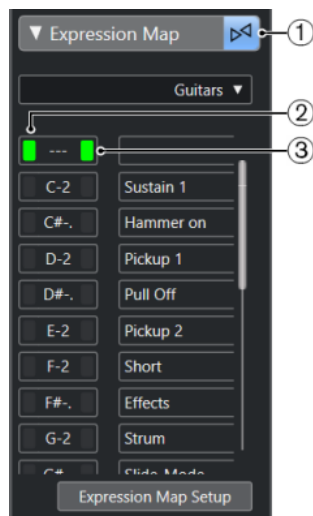 ▼ Expression Map 1
Guitars ▼
2
--- 3
C-2 Sustain 1
C#-. Hammer on
D-2 Pickup 1
D#-. Pull Off
E-2 Pickup 2
F-2 Short
F#-. Effects
G-2 Strum
Expression Map Setup